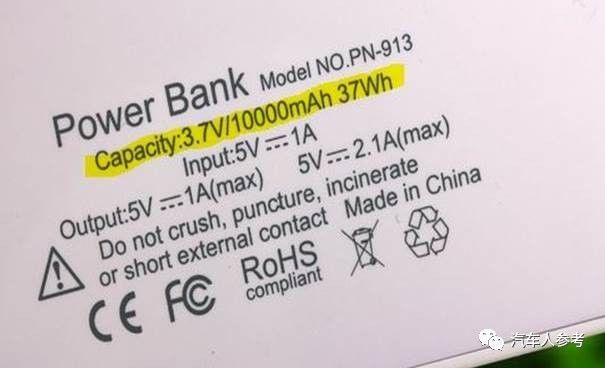 Power Bank Model NO.PN-913
Capacity:3.7V/10000mAh 37Wh
Input:5V⎓1A
Output:5V⎓1A(max) 5V⎓2.1A(max)
Do not crush, puncture, incinerate
or short external contact Made in China
CE FC RoHS
compliant
汽车人参考